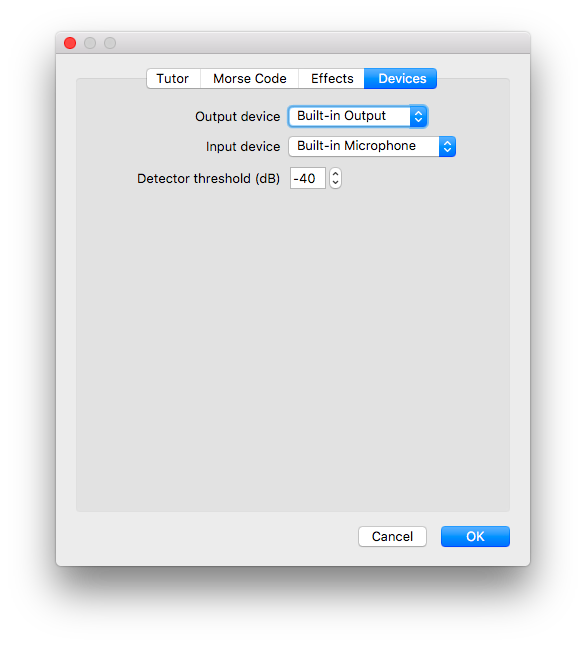 Tutor Morse Code Effects Devices
Output device Built-in Output
Input device Built-in Microphone
Detector threshold (dB) -40
Cancel OK